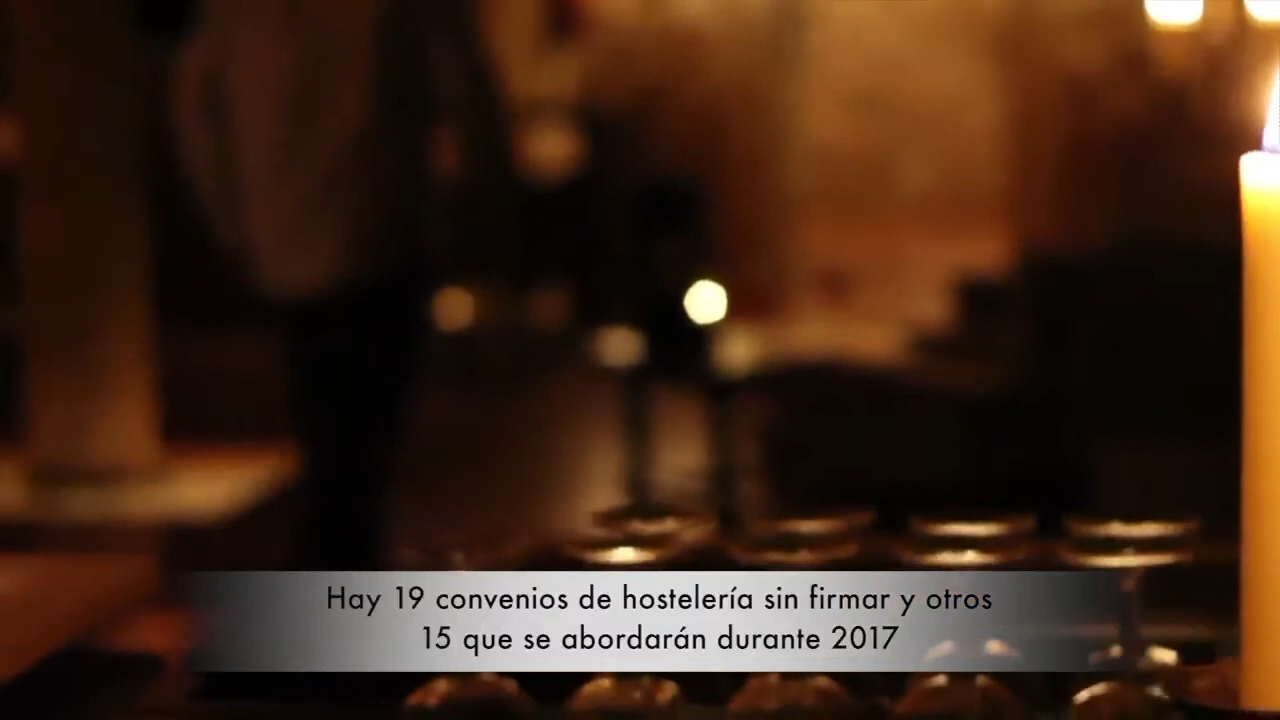 Hay 19 convenios de hostelería sin firmar y otros
15 que se abordarán durante 2017